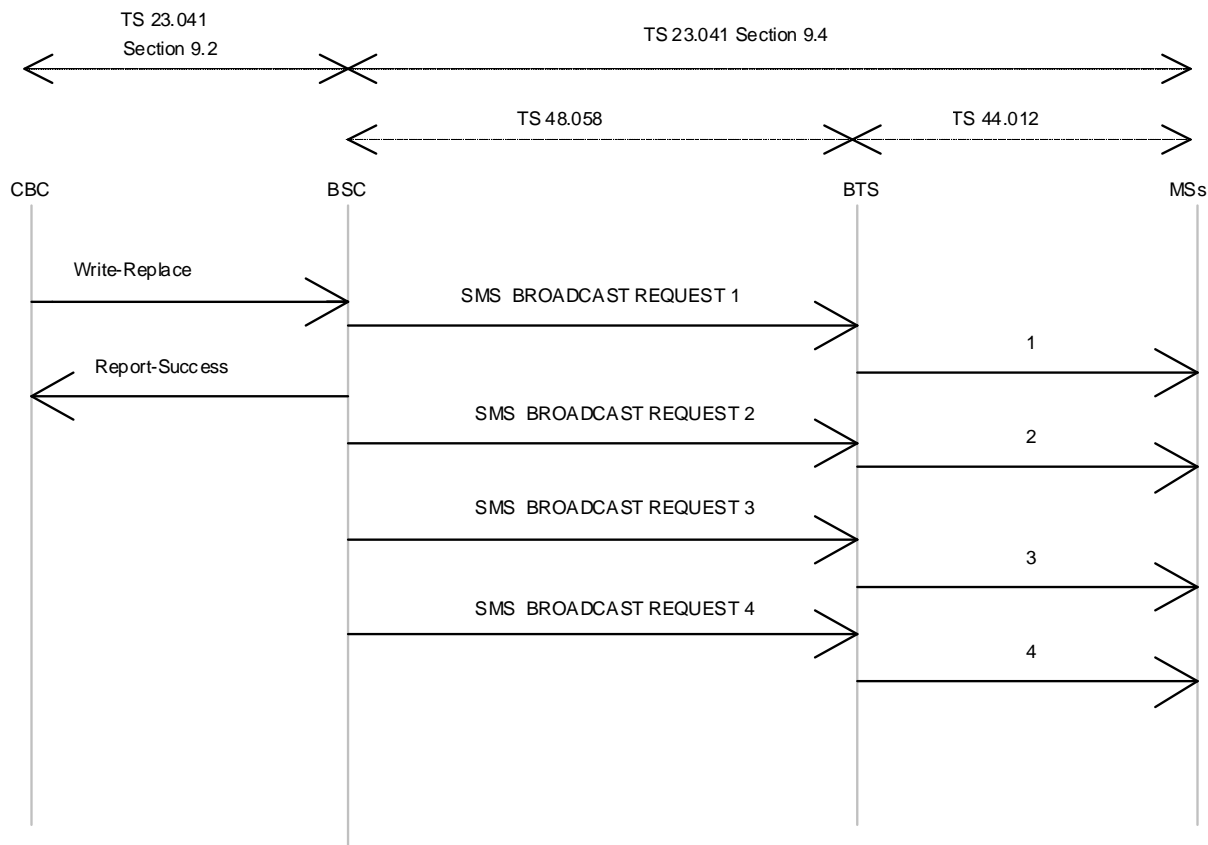 TS 23.041
Section 9.2
TS 23.041 Section 9.4
TS 48.058
TS 44.012
CBC
BSC
BTS
MSs
Write-Replace
SMS BROADCAST REQUEST 1
1
Report-Success
SMS BROADCAST REQUEST 2
2
SMS BROADCAST REQUEST 3
3
SMS BROADCAST REQUEST 4
4